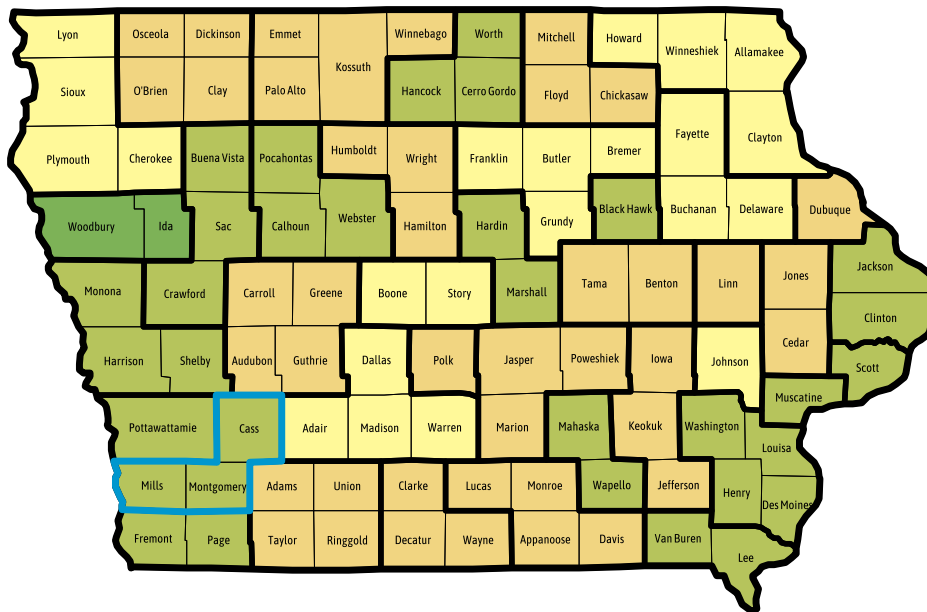 Lyon
Osceola
Dickinson
Emmet
Winnebago
Worth
Mitchell
Howard
Winneshiek
Allamakee
Kossuth
Sioux
O'Brien
Clay
Palo Alto
Hancock
Cerro Gordo
Floyd
Chickasaw
Fayette
Clayton
Plymouth
Cherokee
Buena Vista
Pocahontas
Humboldt
Wright
Franklin
Butler
Bremer
Woodbury
Ida
Sac
Calhoun
Webster
Hamilton
Hardin
Grundy
Black Hawk
Buchanan
Delaware
Dubuque
Monona
Crawford
Carroll
Greene
Boone
Story
Marshall
Tama
Benton
Linn
Jones
Jackson
Clinton
Harrison
Shelby
Audubon
Guthrie
Dallas
Polk
Jasper
Poweshiek
Iowa
Johnson
Cedar
Scott
Muscatine
Pottawattamie
Cass
Adair
Madison
Warren
Marion
Mahaska
Keokuk
Washington
Louisa
Mills
Montgomery
Adams
Union
Clarke
Lucas
Monroe
Wapello
Jefferson
Henry
Des Moines
Fremont
Page
Taylor
Ringgold
Decatur
Wayne
Appanoose
Davis
Van Buren
Lee